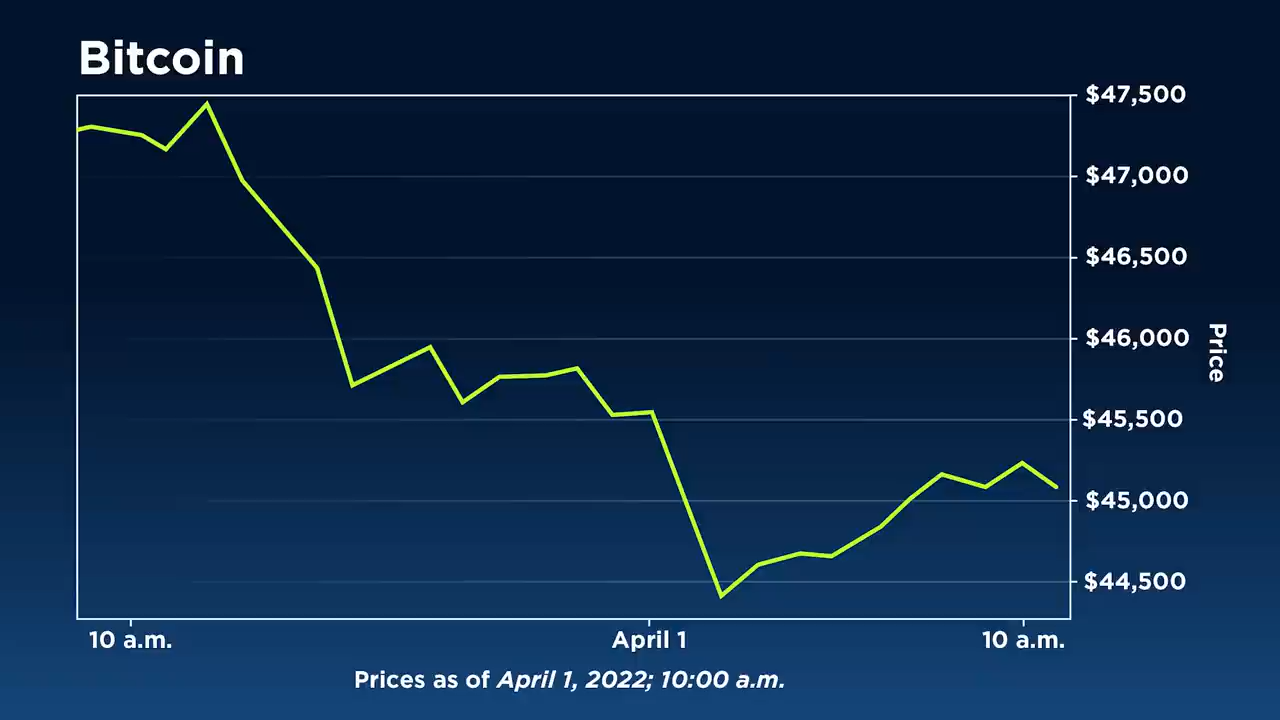 Bitcoin
$47,500
$47,000
$46,500
$46,000
Price
$45,500
$45,000
$44,500
10 a.m. April 1 10 a.m.
Prices as of April 1, 2022; 10:00 a.m.